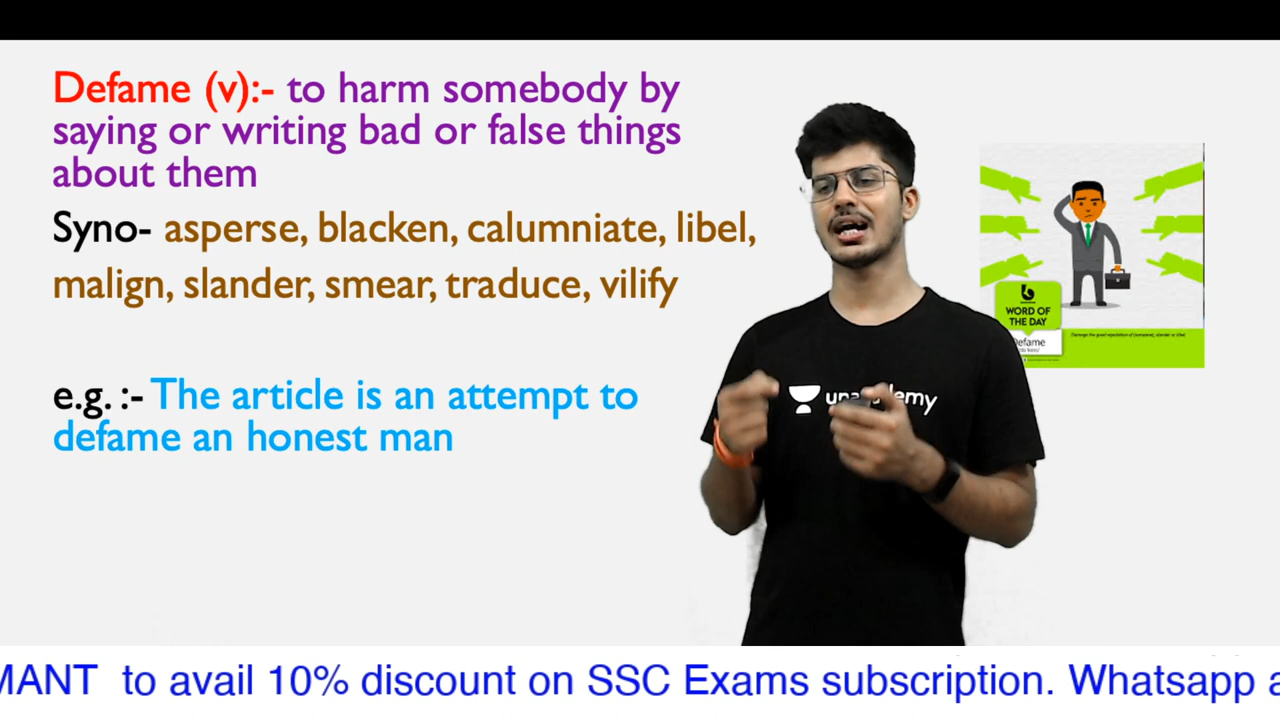 Defame (v):- to harm somebody by
saying or writing bad or false things
about them
Syno- asperse, blacken, calumniate, libel,
malign, slander, smear, traduce, vilify
e.g. :- The article is an attempt to
defame an honest man
WORD OF
THE DAY
Defame
to avail 10% discount on SSC Exams subscription. Whatsapp